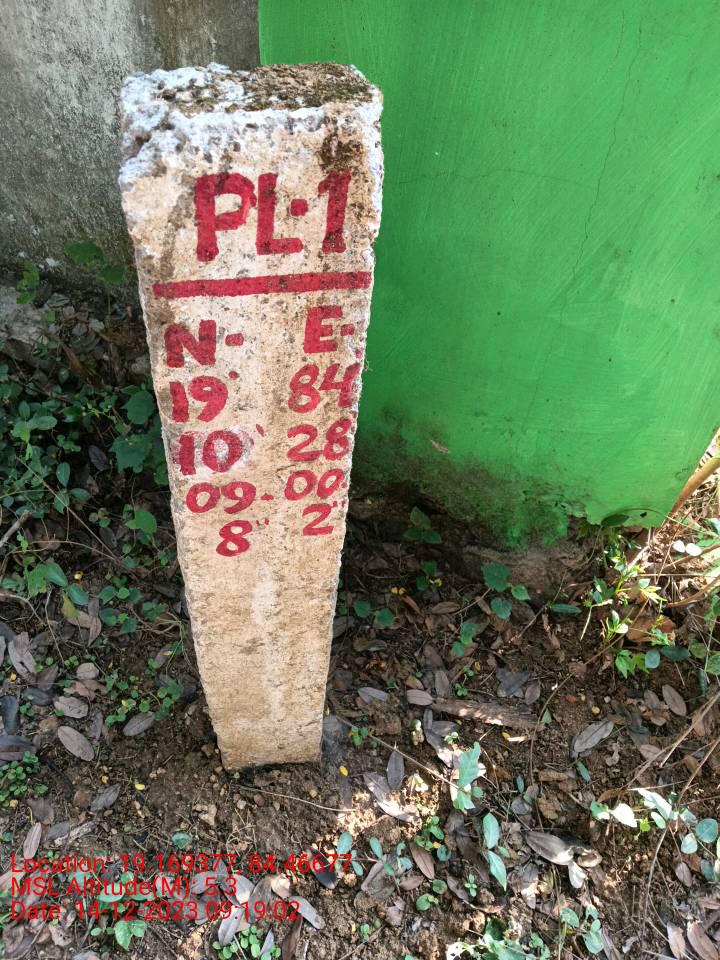 PL·1
N- E-
19° 84°
10' 28'
09. 00.
8" 2"
Location: 19.169377, 84.46677
MSL Altitude(M): 5.3
Date: 14-12-2023 09:19:02